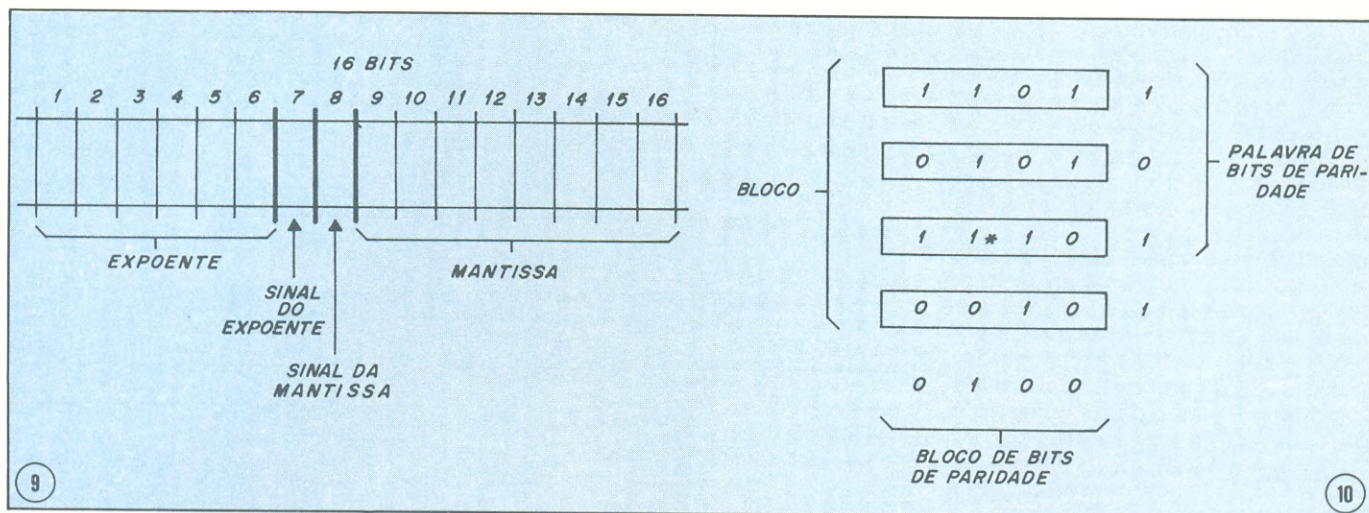 16 BITS
1 2 3 4 5 6 7 8 9 10 11 12 13 14 15 16
EXPOENTE
MANTISSA
SINAL
DO
EXPOENTE
SINAL DA
MANTISSA
9
BLOCO
1 1 0 1 1
0 1 0 1 0
1 1* 1 0 1
0 0 1 0 1
0 1 0 0
PALAVRA DE
BITS DE PARI-
DADE
BLOCO DE BITS
DE PARIDADE
10